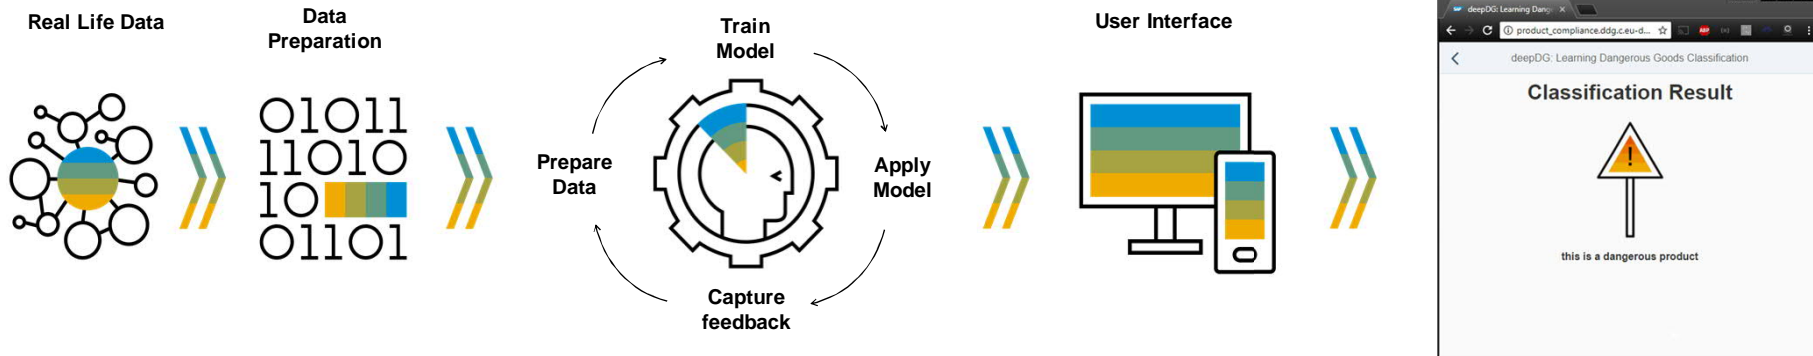 Real Life Data
Data
Preparation
01011
11010
10
01101
Train
Model
Prepare
Data
Apply
Model
Capture
feedback
User Interface
deepDG: Learning Dang
product_compliance.ddg.c.eu-d...
ABP
deepDG: Learning Dangerous Goods Classification
Classification Result
!
this is a dangerous product